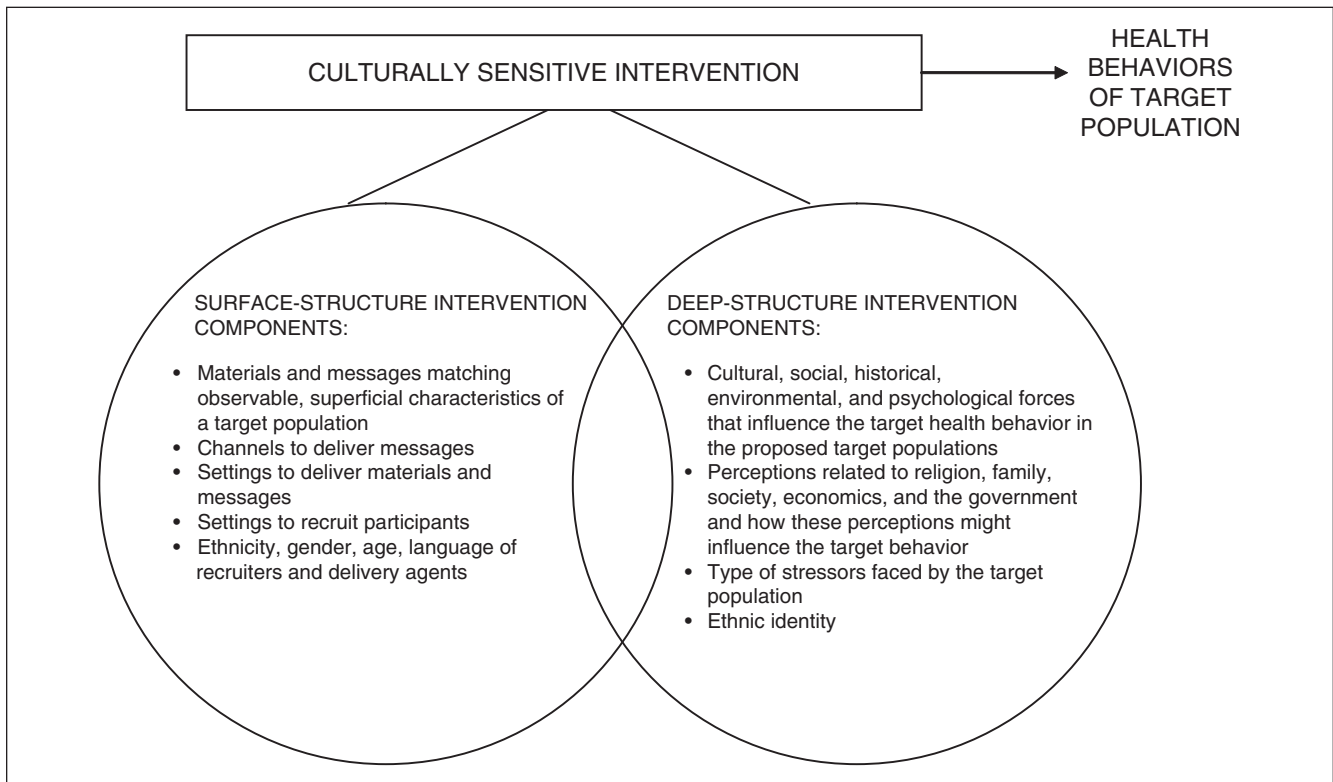 CULTURALLY SENSITIVE INTERVENTION
HEALTH
BEHAVIORS
OF TARGET
POPULATION
SURFACE-STRUCTURE INTERVENTION
COMPONENTS:
• Materials and messages matching
observable, superficial characteristics of
a target population
• Channels to deliver messages
• Settings to deliver materials and
messages
• Settings to recruit participants
• Ethnicity, gender, age, language of
recruiters and delivery agents
DEEP-STRUCTURE INTERVENTION
COMPONENTS:
• Cultural, social, historical,
environmental, and psychological forces
that influence the target health behavior in
the proposed target populations
• Perceptions related to religion, family,
society, economics, and the government
and how these perceptions might
influence the target behavior
• Type of stressors faced by the target
population
• Ethnic identity